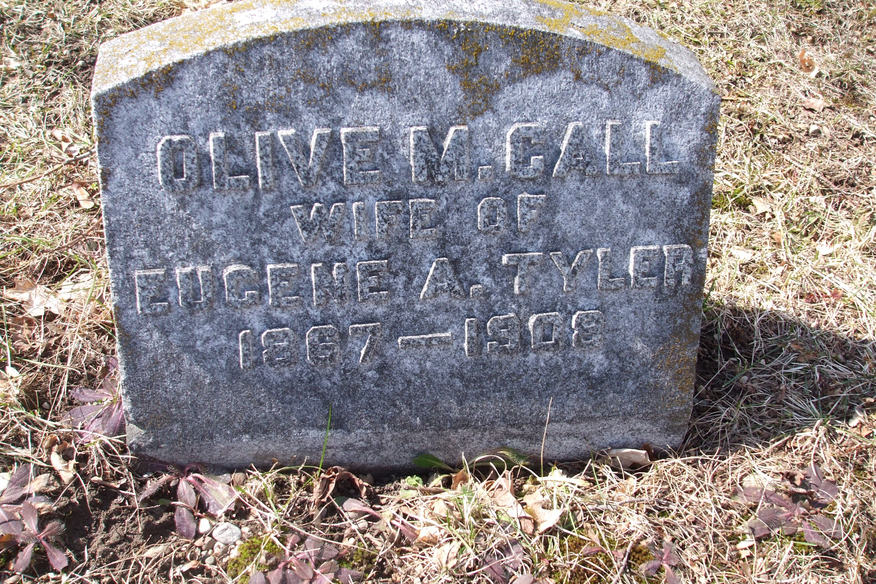 OLIVE M. CALL
WIFE OF
EUGENE A. TYLER
1867 — 1908